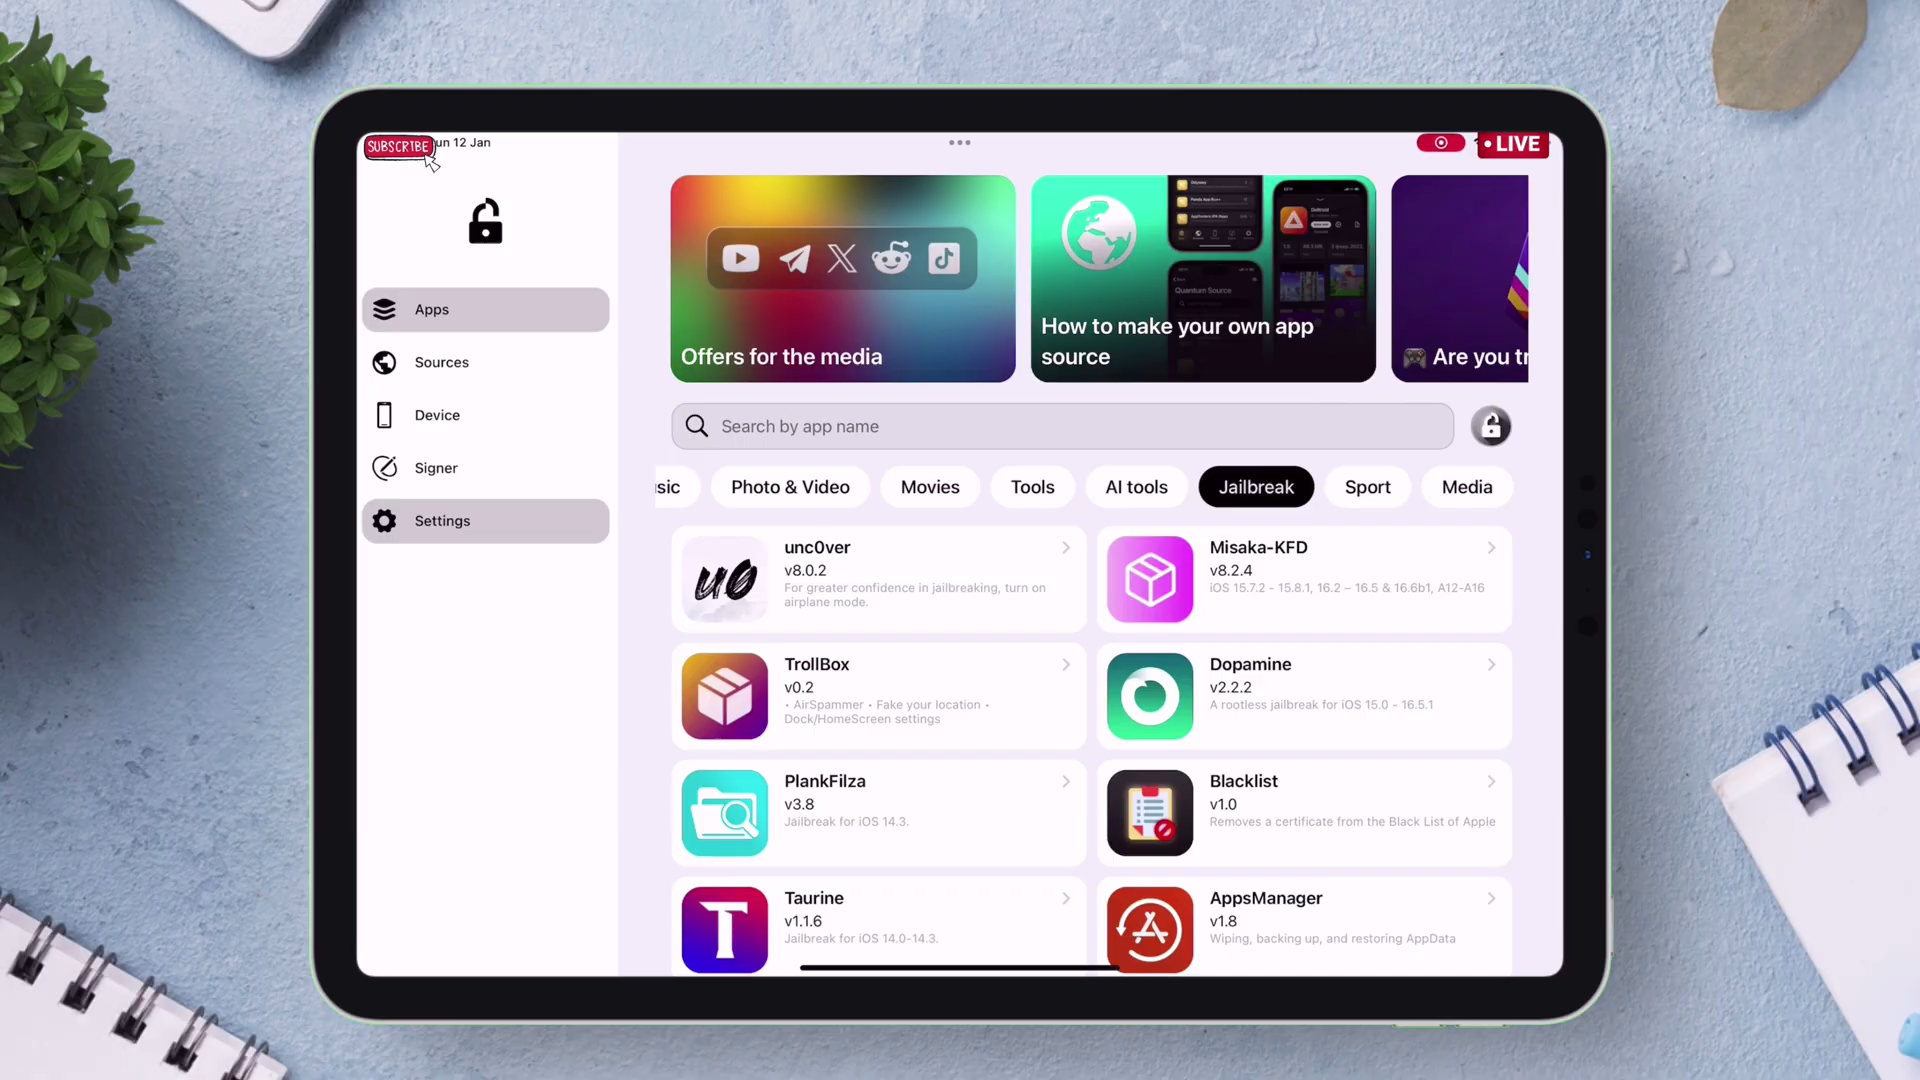 SUBSCRIBE
un 12 Jan
LIVE
Apps
Sources
Device
Signer
Settings
Offers for the media
Quantum Source
How to make your own app
source
Are you tr
Search by app name
sic
Photo & Video
Movies
Tools
AI tools
Jailbreak
Sport
Media
unc0ver
v8.0.2
For greater confidence in jailbreaking, turn on
airplane mode.
Misaka-KFD
v8.2.4
iOS 15.7.2 - 15.8.1, 16.2 – 16.5 & 16.6b1, A12-A16
TrollBox
v0.2
• AirSpammer • Fake your location •
Dock/HomeScreen settings
Dopamine
v2.2.2
A rootless jailbreak for iOS 15.0 - 16.5.1
PlankFilza
v3.8
Jailbreak for iOS 14.3.
Blacklist
v1.0
Removes a certificate from the Black List of Apple
Taurine
v1.1.6
Jailbreak for iOS 14.0-14.3.
AppsManager
v1.8
Wiping, backing up, and restoring AppData